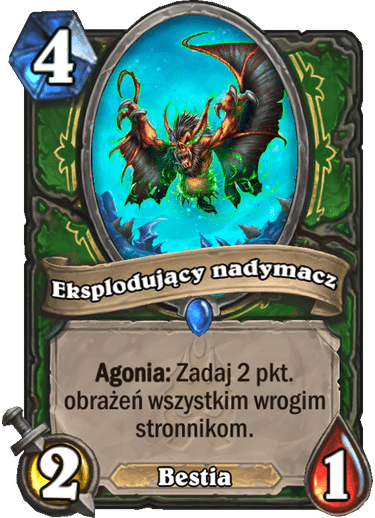 4
Eksplodujący nadymacz
Agonia: Zadaj 2 pkt.
obrażeń wszystkim wrogim
stronnikom.
2
Bestia
1